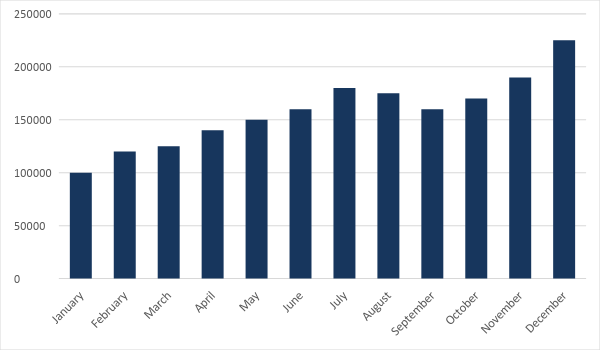 250000
200000
150000
100000
50000
0
January
February
March
April
May
June
July
August
September
October
November
December